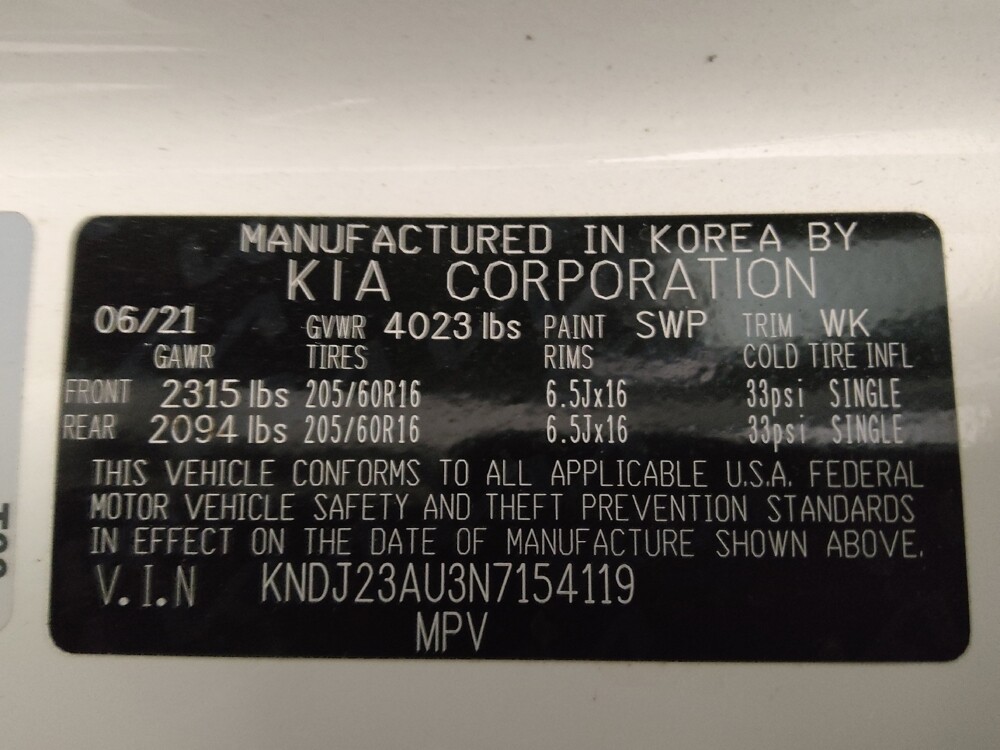 MANUFACTURED IN KOREA BY
KIA CORPORATION
06/21 GVWR 4023 lbs PAINT SWP TRIM WK
GAWR TIRES RIMS COLD TIRE INFL
FRONT 2315 lbs 205/60R16 6.5Jx16 33psi SINGLE
REAR 2094 lbs 205/60R16 6.5Jx16 33psi SINGLE
THIS VEHICLE CONFORMS TO ALL APPLICABLE U.S.A. FEDERAL
MOTOR VEHICLE SAFETY AND THEFT PREVENTION STANDARDS
IN EFFECT ON THE DATE OF MANUFACTURE SHOWN ABOVE.
V.I.N KNDJ23AU3N7154119
MPV